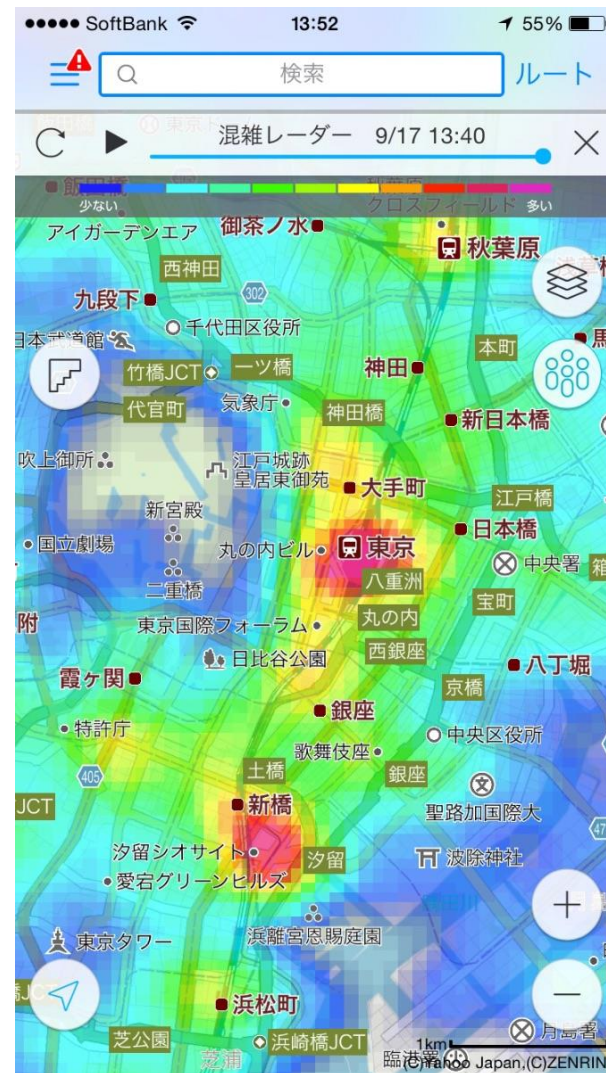 SoftBank 13:52 55%
検索 ルート
混雑レーダー 9/17 13:40
少ない 多い
クロスフィールド
アイガーデンエア 御茶ノ水
秋葉原
西神田
九段下 302
千代田区役所
日本武道館
本町
竹橋JCT 一ツ橋 神田
代官町 気象庁 神田橋
新日本橋
吹上御所 江戸城跡
皇居東御苑 大手町
江戸橋
新宮殿
日本橋
国立劇場 丸の内ビル 東京
中央署 箱
八重洲
二重橋 宝町
丸の内
附 東京国際フォーラム
西銀座
日比谷公園 八丁堀
霞ケ関 京橋
銀座
特許庁 中央区役所
歌舞伎座
土橋 銀座
405
JCT 新橋 聖路加国際大
汐留シオサイト 汐留 波除神社
愛宕グリーンヒルズ
東京タワー 浜離宮恩賜庭園
浜松町
芝公園 浜崎橋JCT 月島署
1km
芝浦 臨港署
(C)Yahoo Japan,(C)ZENRIN